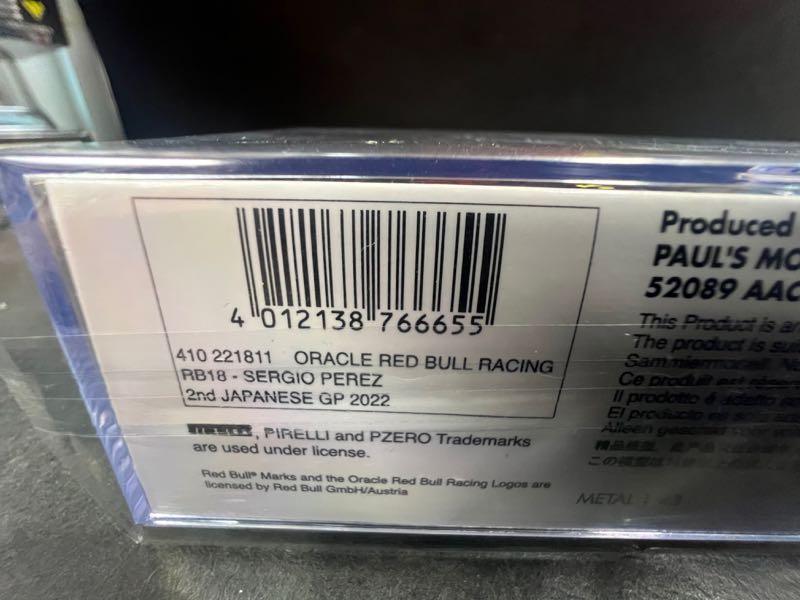 4 012138 766655
410 221811 ORACLE RED BULL RACING
RB18 - SERGIO PEREZ
2nd JAPANESE GP 2022
, PIRELLI and PZERO Trademarks
are used under license.
Red Bull® Marks and the Oracle Red Bull Racing Logos are
licensed by Red Bull GmbH/Austria
Produced
PAUL'S MO
52089 AAC
This Product is
The product is
Ce produit est
Il prodotto è adatto
El producto
METAL